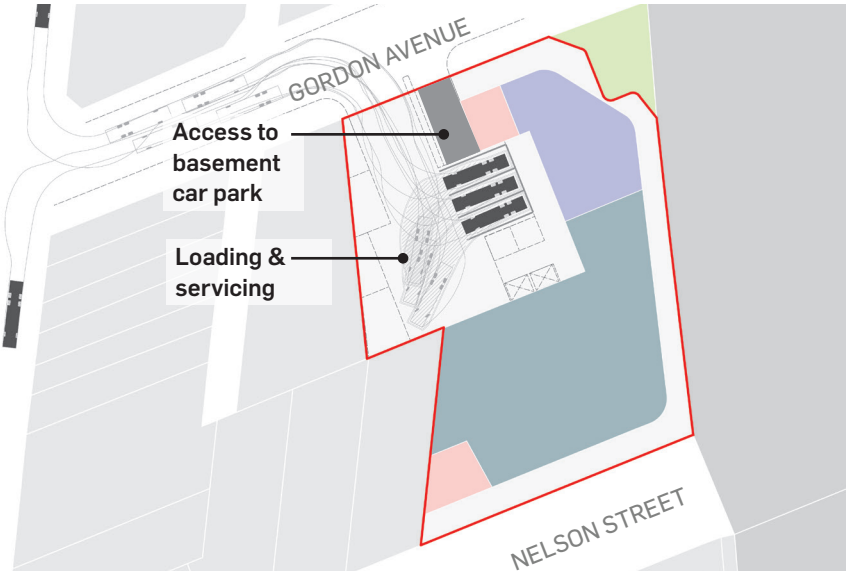 GORDON AVENUE
Access to
basement
car park
Loading &
servicing
NELSON STREET